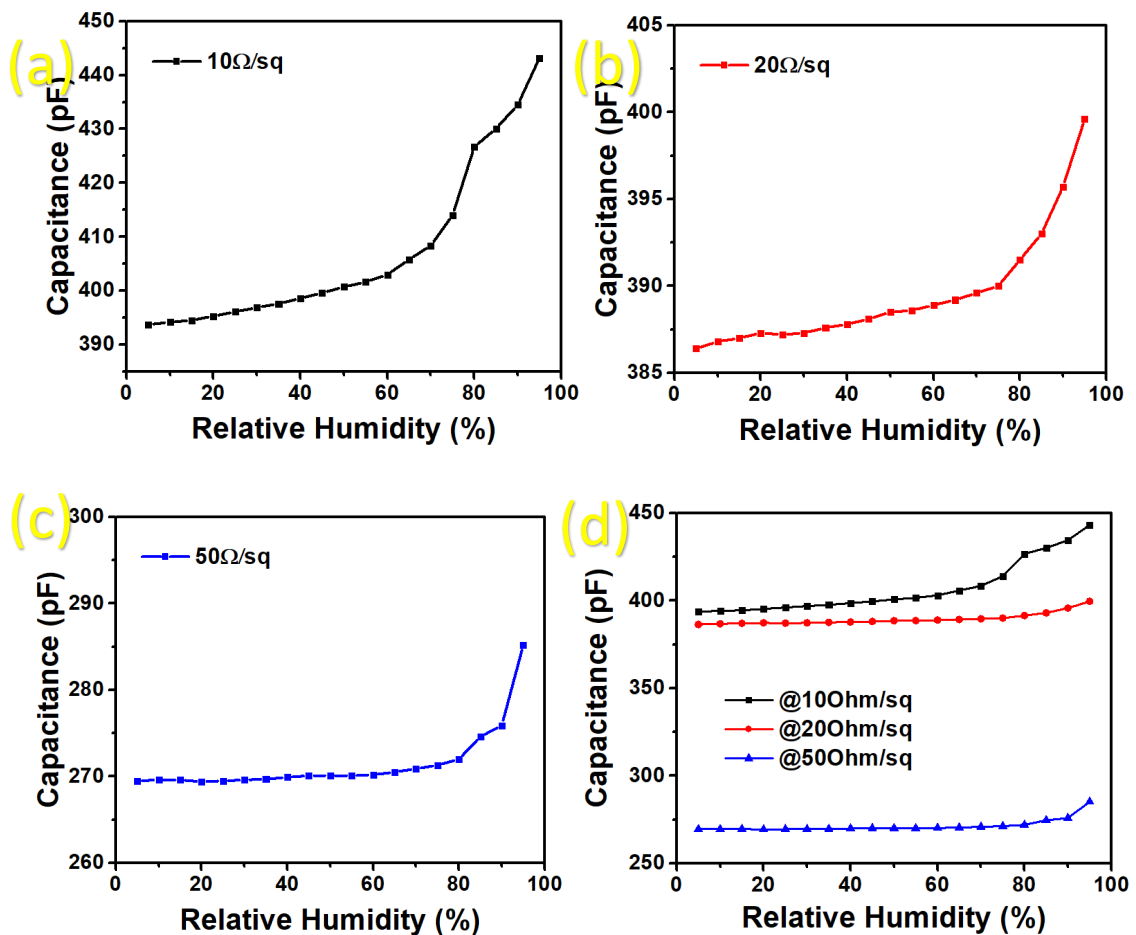 (a)
10Ω/sq
Capacitance (pF)
450
440
430
420
410
400
390
0 20 40 60 80 100
Relative Humidity (%)
(b)
20Ω/sq
Capacitance (pF)
405
400
395
390
385
0 20 40 60 80 100
Relative Humidity (%)
(c)
50Ω/sq
Capacitance (pF)
300
290
280
270
260
0 20 40 60 80 100
Relative Humidity (%)
(d)
@10Ohm/sq
@20Ohm/sq
@50Ohm/sq
Capacitance (pF)
450
400
350
300
250
0 20 40 60 80 100
Relative Humidity (%)